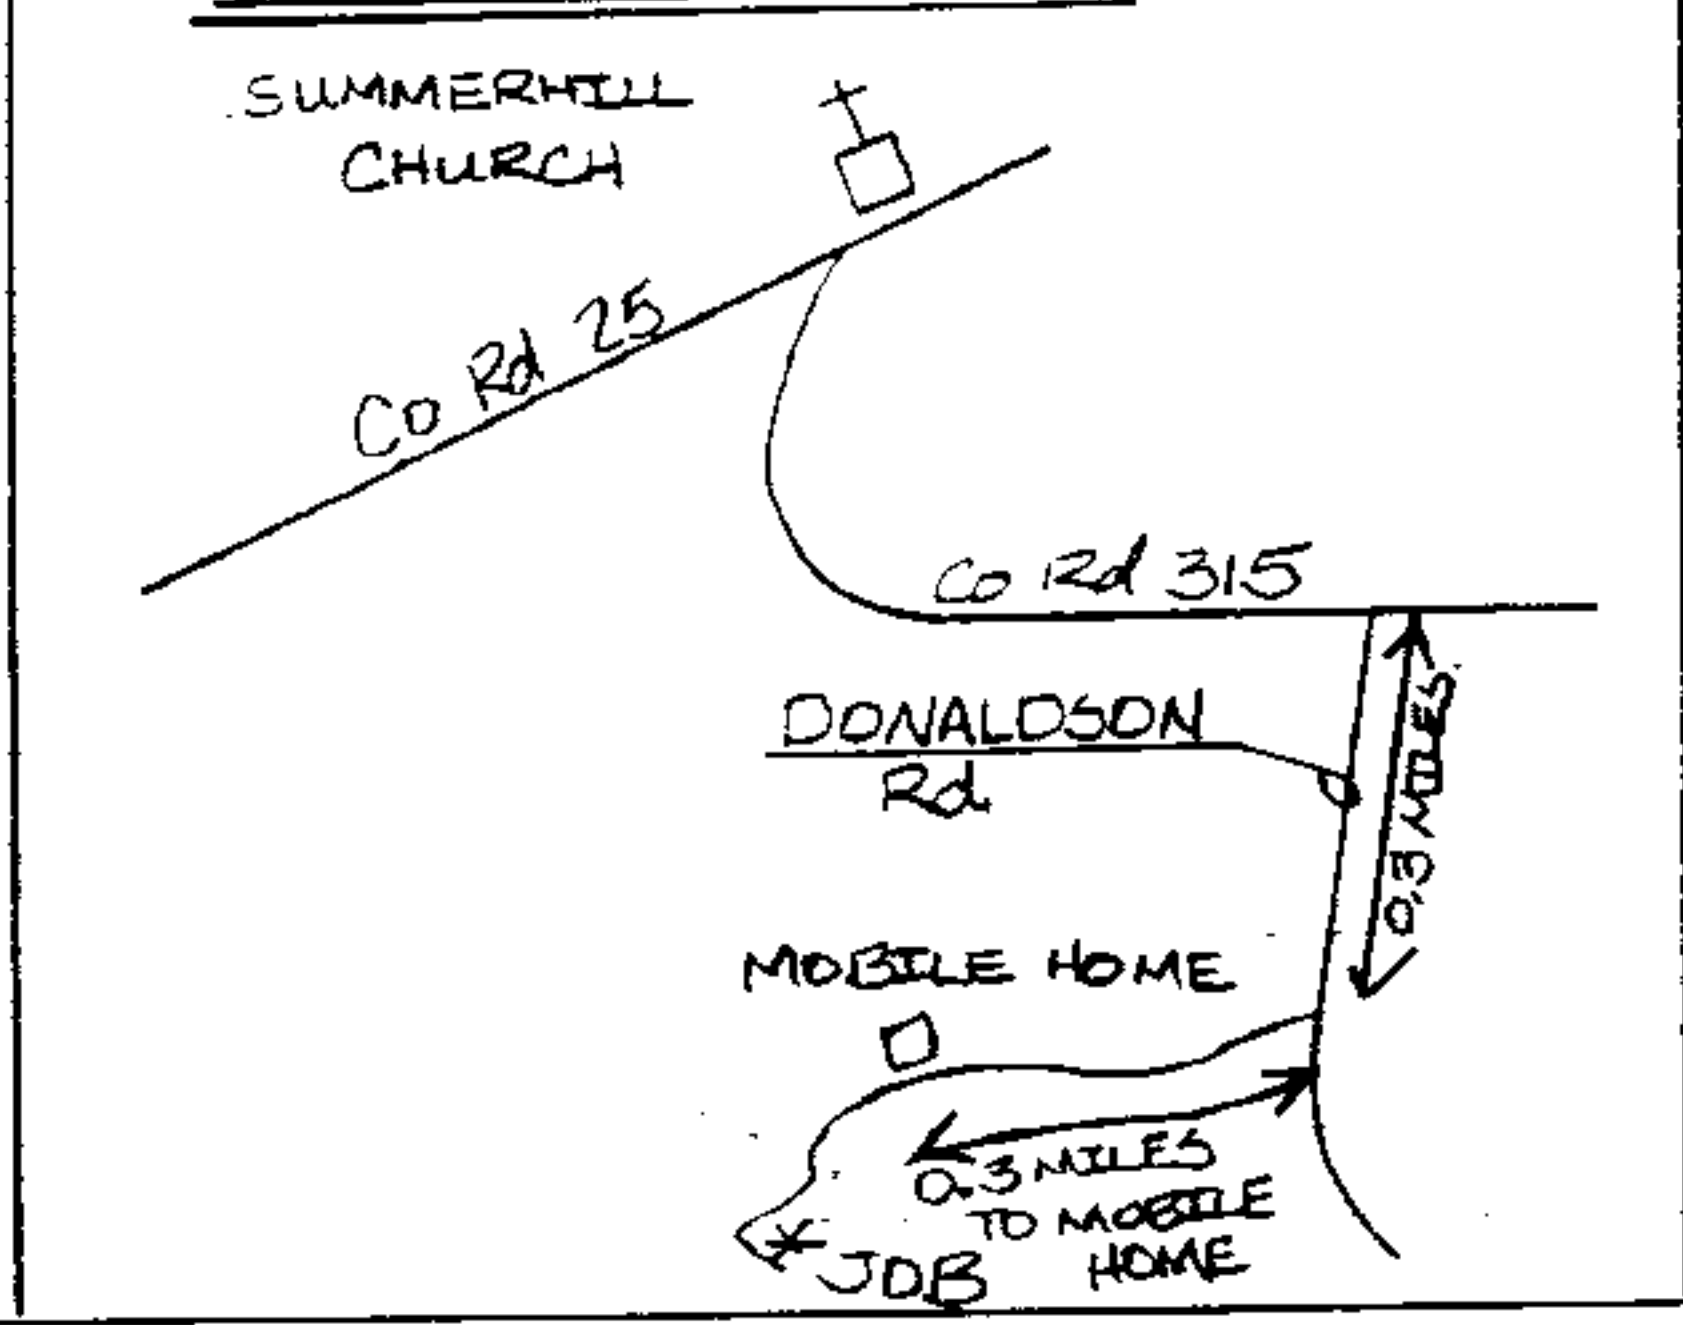 SUMMERHILL
CHURCH
Co Rd 25
Co Rd 315
DONALDSON
Rd
0.3 MILES
MOBILE HOME
0.3 MILES
TO MOBILE
HOME
JOB